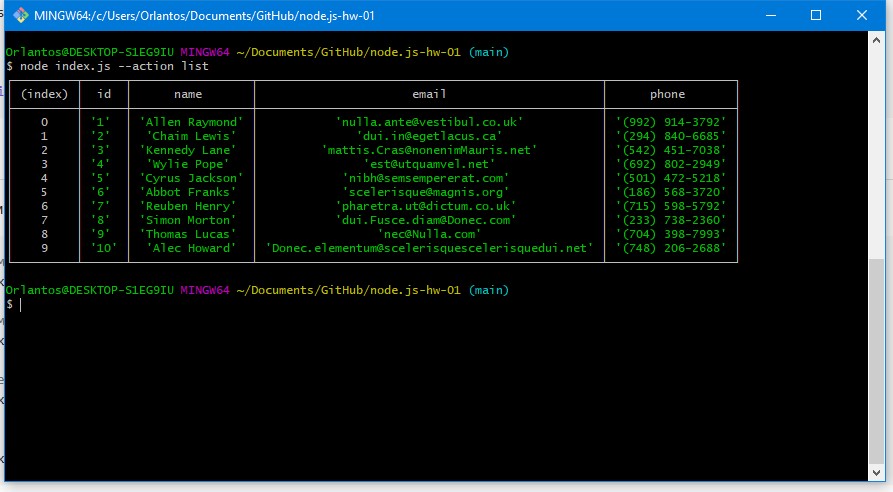 MINGW64:/c/Users/Orlantos/Documents/GitHub/node.js-hw-01
Orlantos@DESKTOP-S1EG9IU MINGW64 ~/Documents/GitHub/node.js-hw-01 (main)
$ node index.js --action list
(index) id name email phone
0 '1' 'Allen Raymond' 'nulla.ante@vestibul.co.uk' '(992) 914-3792'
1 '2' 'Chaim Lewis' 'dui.in@egetlacus.ca' '(294) 840-6685'
2 '3' 'Kennedy Lane' 'mattis.Cras@nonenimMauris.net' '(542) 451-7038'
3 '4' 'Wylie Pope' 'est@utquamvel.net' '(692) 802-2949'
4 '5' 'Cyrus Jackson' 'nibh@semsempererat.com' '(501) 472-5218'
5 '6' 'Abbot Franks' 'scelerisque@magnis.org' '(186) 568-3720'
6 '7' 'Reuben Henry' 'pharetra.ut@dictum.co.uk' '(715) 598-5792'
7 '8' 'Simon Morton' 'dui.Fusce.diam@Donec.com' '(233) 738-2360'
8 '9' 'Thomas Lucas' 'nec@Nulla.com' '(704) 398-7993'
9 '10' 'Alec Howard' 'Donec.elementum@scelerisquescelerisquedui.net' '(748) 206-2688'
Orlantos@DESKTOP-S1EG9IU MINGW64 ~/Documents/GitHub/node.js-hw-01 (main)
$